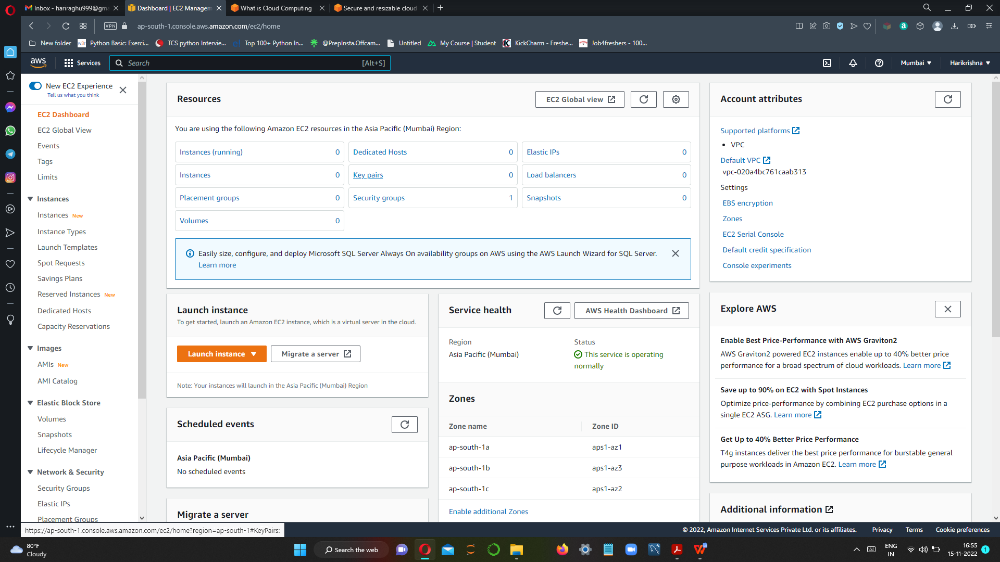 Inbox - hariraghu999@gma
Dashboard | EC2 Managem
What is Cloud Computing
Secure and resizable cloud
VPN
ap-south-1.console.aws.amazon.com/ec2/home
New folder
Python Basic: Exerci...
TCS python Intervie...
Top 100+ Python In...
@PrepInsta.Offcam...
Untitled
My Course | Student
KickCharm - Freshe...
Job4freshers - 100...
aws
Services
Search
[Alt+S]
Mumbai
Harikrishna
New EC2 Experience
Tell us what you think
EC2 Dashboard
EC2 Global View
Events
Tags
Limits
Instances
Instances New
Instance Types
Launch Templates
Spot Requests
Savings Plans
Reserved Instances New
Dedicated Hosts
Capacity Reservations
Images
AMIs New
AMI Catalog
Elastic Block Store
Volumes
Snapshots
Lifecycle Manager
Network & Security
Security Groups
Elastic IPs
Placement Groups
Resources
EC2 Global view
You are using the following Amazon EC2 resources in the Asia Pacific (Mumbai) Region:
Instances (running) 0
Dedicated Hosts 0
Elastic IPs 0
Instances 0
Key pairs 0
Load balancers 0
Placement groups 0
Security groups 1
Snapshots 0
Volumes 0
Easily size, configure, and deploy Microsoft SQL Server Always On availability groups on AWS using the AWS Launch Wizard for SQL Server.
Learn more
Launch instance
To get started, launch an Amazon EC2 instance, which is a virtual server in the cloud.
Launch instance
Migrate a server
Note: Your instances will launch in the Asia Pacific (Mumbai) Region
Scheduled events
Asia Pacific (Mumbai)
No scheduled events
Migrate a server
Service health
AWS Health Dashboard
Region
Asia Pacific (Mumbai)
Status
This service is operating
normally
Zones
Zone name Zone ID
ap-south-1a aps1-az1
ap-south-1b aps1-az3
ap-south-1c aps1-az2
Enable additional Zones
Account attributes
Supported platforms
VPC
Default VPC
vpc-020a4bc761caab313
Settings
EBS encryption
Zones
EC2 Serial Console
Default credit specification
Console experiments
Explore AWS
Enable Best Price-Performance with AWS Graviton2
AWS Graviton2 powered EC2 instances enable up to 40% better price
performance for a broad spectrum of cloud workloads. Learn more
Save up to 90% on EC2 with Spot Instances
Optimize price-performance by combining EC2 purchase options in a
single EC2 ASG. Learn more
Get Up to 40% Better Price Performance
T4g instances deliver the best price performance for burstable general
purpose workloads in Amazon EC2. Learn more
Additional information
https://ap-south-1.console.aws.amazon.com/ec2/home?region=ap-south-1#KeyPairs:
© 2022, Amazon Internet Services Private Ltd. or its affiliates.
Privacy
Terms
Cookie preferences
80°F
Cloudy
Search the web
ENG
IN
16:55
15-11-2022
1